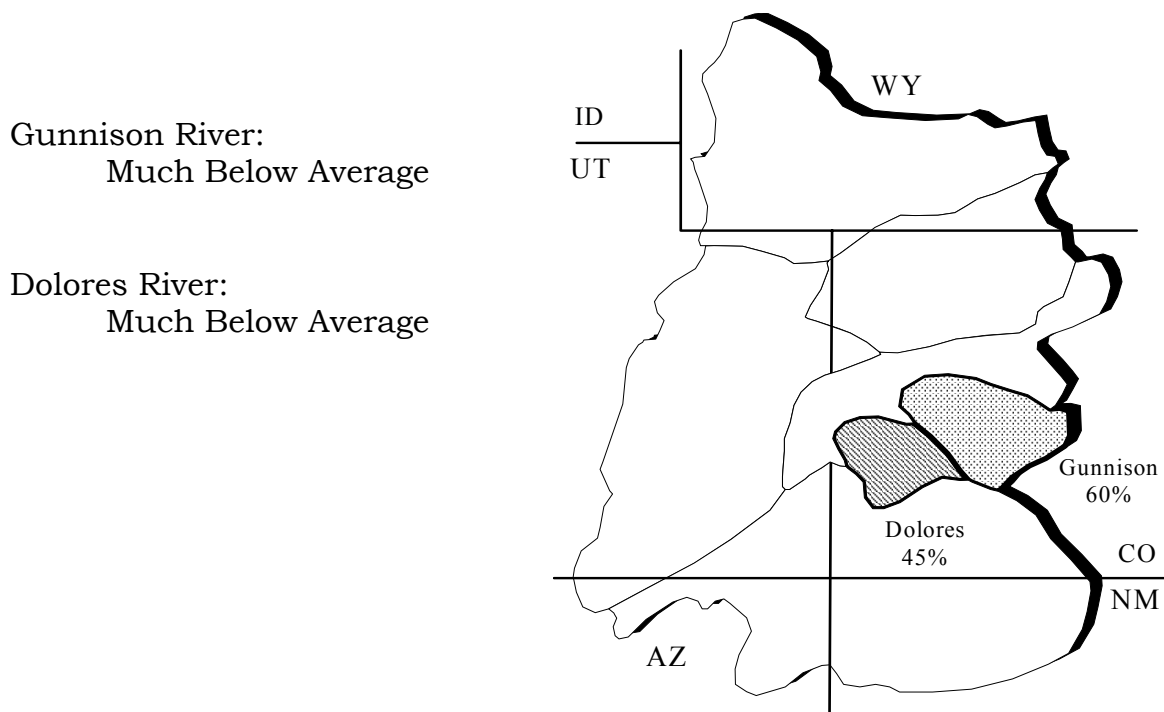 Gunnison River:
Much Below Average
Dolores River:
Much Below Average
WY
ID
UT
Gunnison
60%
Dolores
45%
CO
NM
AZ